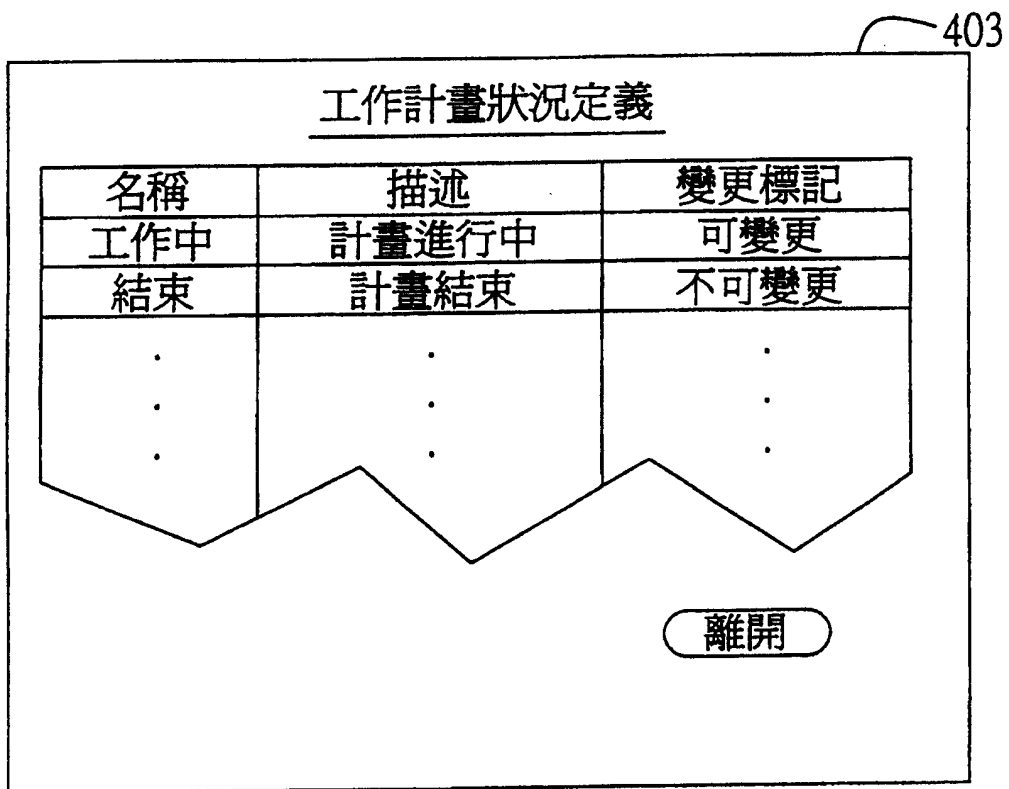 403
工作計畫狀況定義
名稱 描述 變更標記
工作中 計畫進行中 可變更
結束 計畫結束 不可變更
離開